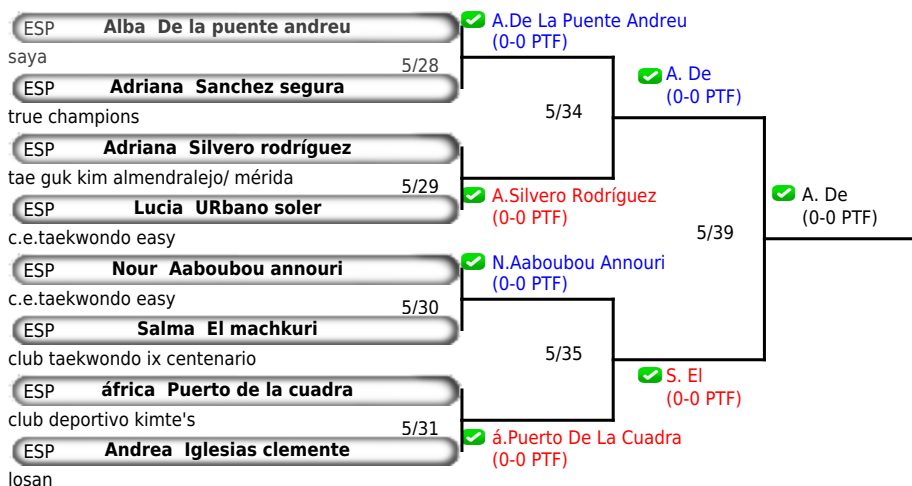 ESP Alba De la puente andreu
saya
5/28
ESP Adriana Sanchez segura
true champions
ESP Adriana Silvero rodríguez
tae guk kim almendralejo/ mérida
5/29
ESP Lucia URbano soler
c.e.taekwondo easy
ESP Nour Aaboubou annouri
c.e.taekwondo easy
5/30
ESP Salma El machkuri
club taekwondo ix centenario
ESP áfrica Puerto de la cuadra
club deportivo kimte's
5/31
ESP Andrea Iglesias clemente
losan
A.De La Puente Andreu
(0-0 PTF)
5/34
A.Silvero Rodríguez
(0-0 PTF)
N.Aaboubou Annouri
(0-0 PTF)
5/35
á.Puerto De La Cuadra
(0-0 PTF)
A. De
(0-0 PTF)
5/39
S. El
(0-0 PTF)
A. De
(0-0 PTF)